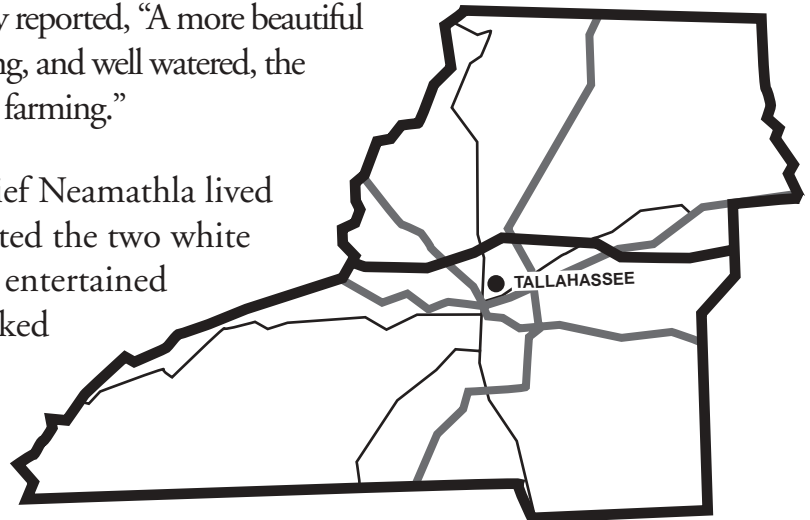 y reported, “A more beautiful
ng, and well watered, the
farming.”
ief Neamathla lived
ted the two white
entertained
ked
TALLAHASSEE